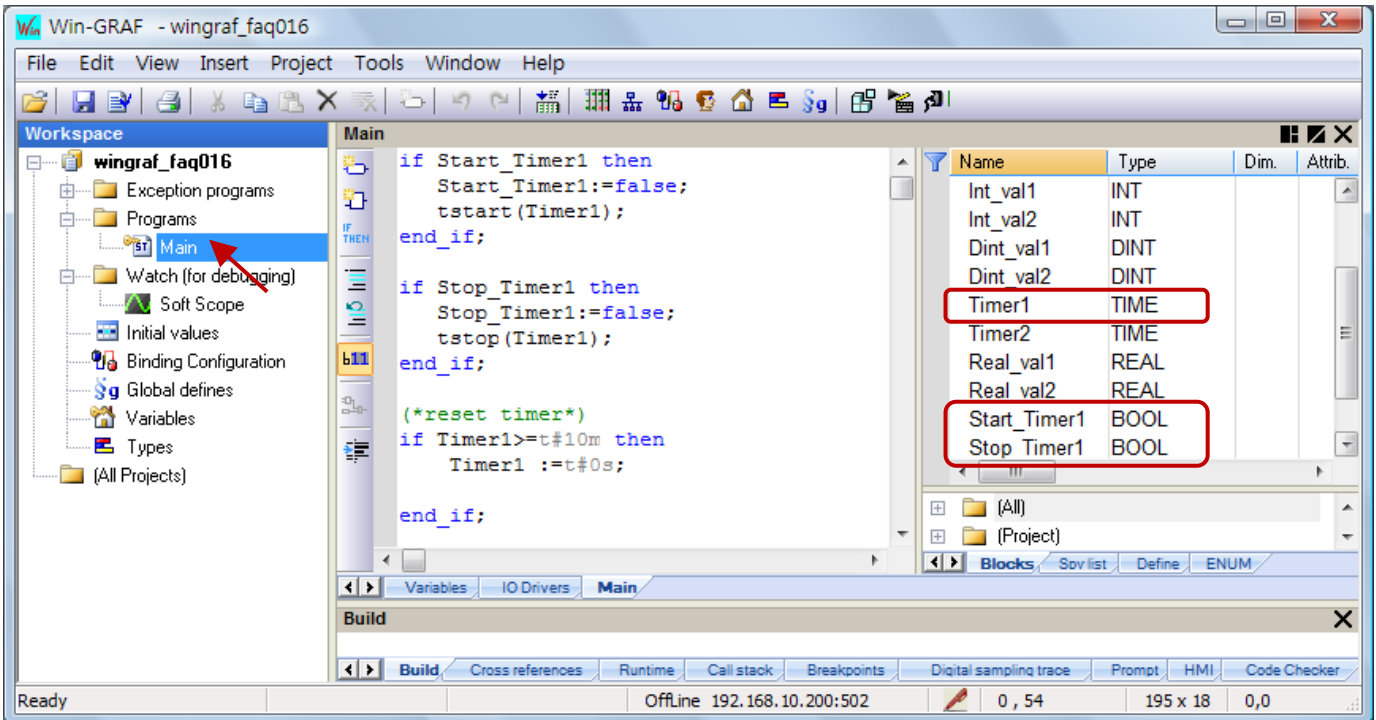 Win-GRAF - wingraf_faq016
File Edit View Insert Project Tools Window Help
Workspace
wingraf_faq016
Exception programs
Programs
Main
Watch (for debugging)
Soft Scope
Initial values
Binding Configuration
Global defines
Variables
Types
(All Projects)
Main
IF
THEN
if Start_Timer1 then
Start_Timer1:=false;
tstart(Timer1);
end_if;
if Stop_Timer1 then
Stop_Timer1:=false;
tstop(Timer1);
end_if;
(*reset timer*)
if Timer1>=t#10m then
Timer1 :=t#0s;
end_if;
Name Type Dim. Attrib.
Int_val1 INT
Int_val2 INT
Dint_val1 DINT
Dint_val2 DINT
Timer1 TIME
Timer2 TIME
Real_val1 REAL
Real_val2 REAL
Start_Timer1 BOOL
Stop_Timer1 BOOL
(All)
(Project)
Blocks Sov list Define ENUM
Variables IO Drivers Main
Build
Build Cross references Runtime Call stack Breakpoints Digital sampling trace Prompt HMI Code Checker
Ready OffLine 192.168.10.200:502 0 , 54 195 x 18 0,0